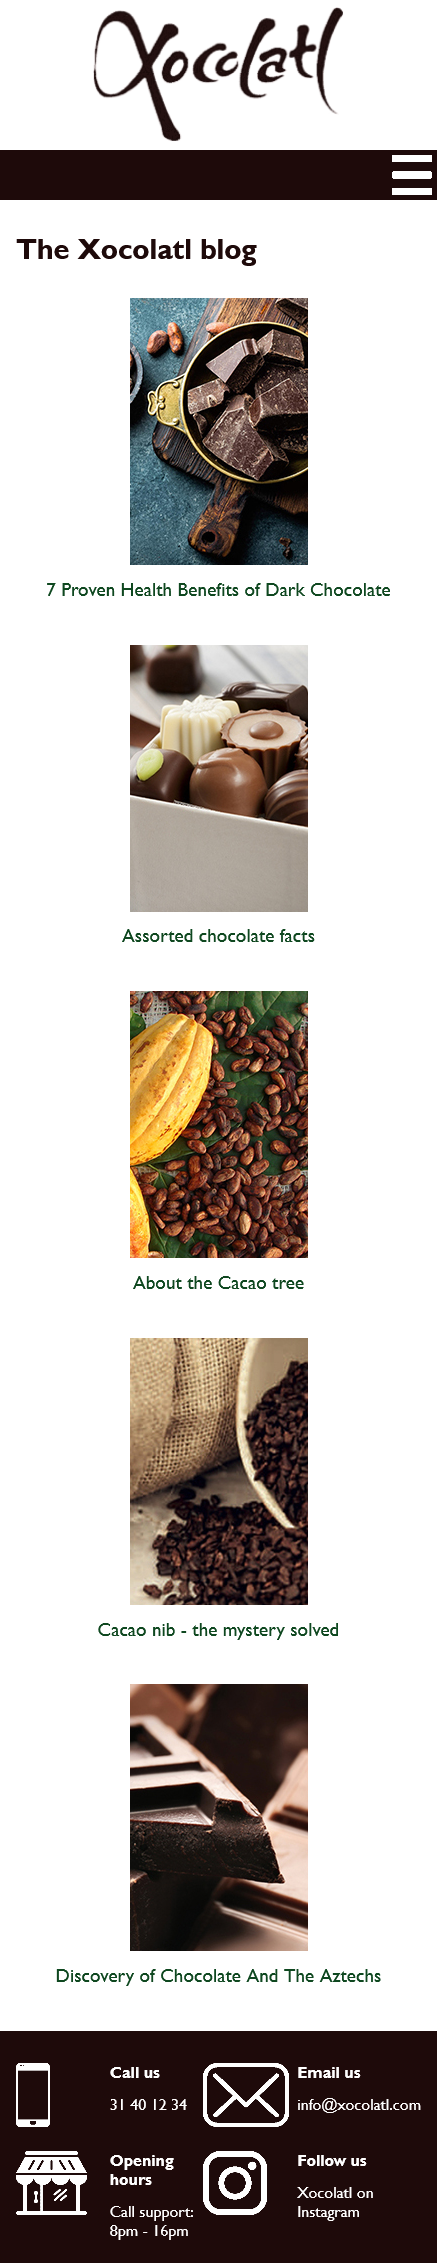 Xocolatl
The Xocolatl blog
7 Proven Health Benefits of Dark Chocolate
Assorted chocolate facts
About the Cacao tree
Cacao nib - the mystery solved
Discovery of Chocolate And The Aztechs
Call us
31 40 12 34
Email us
info@xocolatl.com
Opening
hours
Call support:
8pm - 16pm
Follow us
Xocolatl on
Instagram